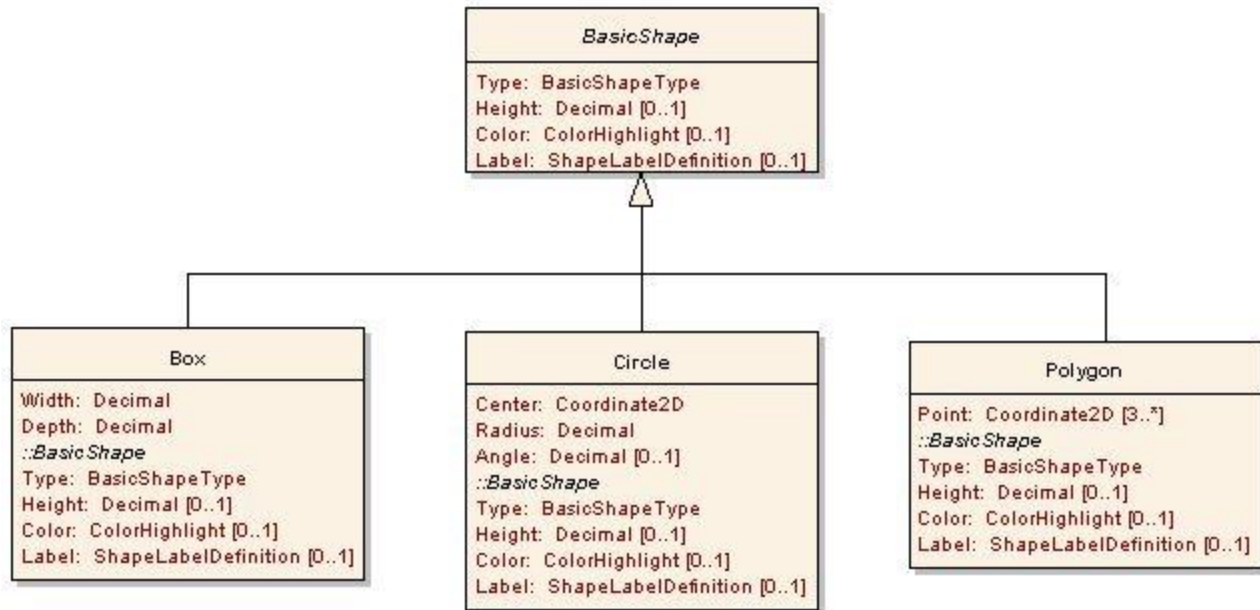 BasicShape
Type: BasicShapeType
Height: Decimal [0..1]
Color: ColorHighlight [0..1]
Label: ShapeLabelDefinition [0..1]
Box
Width: Decimal
Depth: Decimal
::BasicShape
Type: BasicShapeType
Height: Decimal [0..1]
Color: ColorHighlight [0..1]
Label: ShapeLabelDefinition [0..1]
Circle
Center: Coordinate2D
Radius: Decimal
Angle: Decimal [0..1]
::BasicShape
Type: BasicShapeType
Height: Decimal [0..1]
Color: ColorHighlight [0..1]
Label: ShapeLabelDefinition [0..1]
Polygon
Point: Coordinate2D [3..*]
::BasicShape
Type: BasicShapeType
Height: Decimal [0..1]
Color: ColorHighlight [0..1]
Label: ShapeLabelDefinition [0..1]